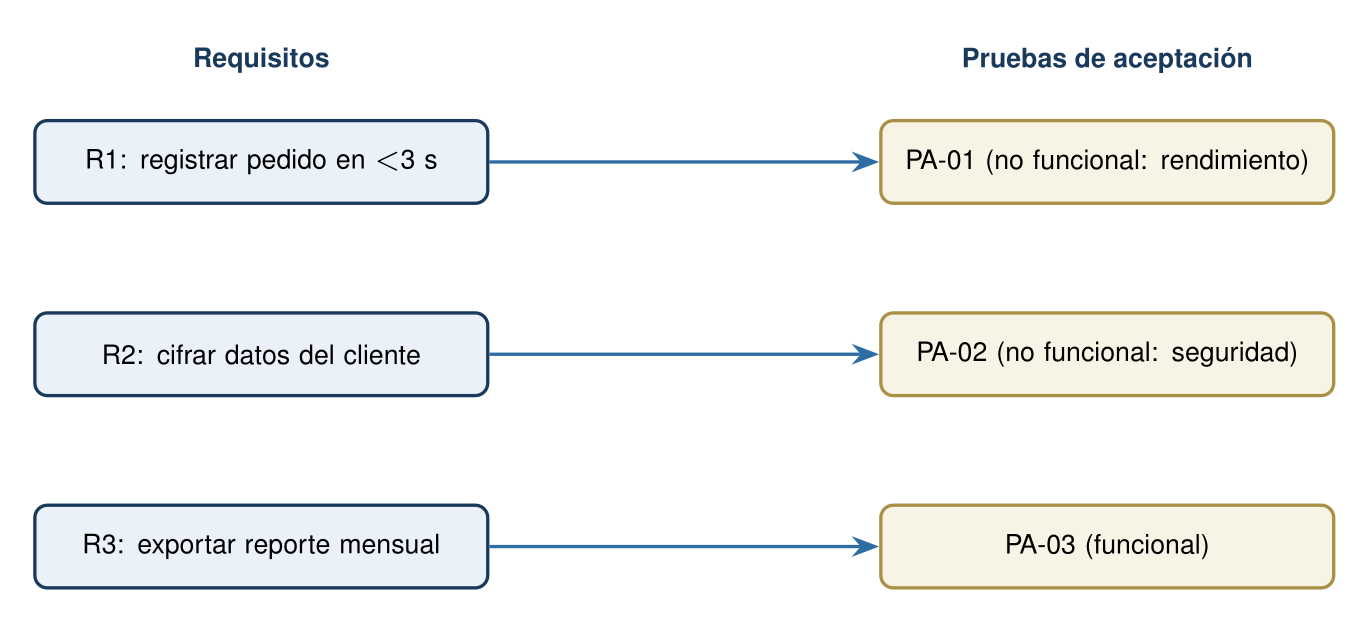 Requisitos
Pruebas de aceptación
R1: registrar pedido en <3 s
PA-01 (no funcional: rendimiento)
R2: cifrar datos del cliente
PA-02 (no funcional: seguridad)
R3: exportar reporte mensual
PA-03 (funcional)